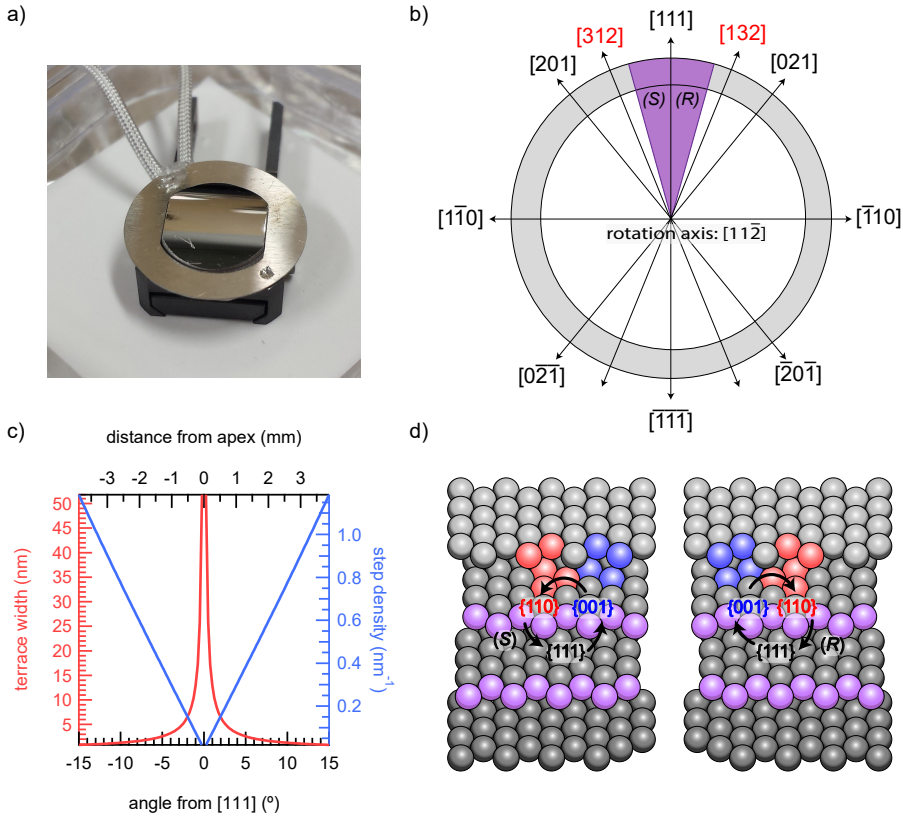 a)
b)
[111]
[312]
[132]
[201]
[021]
(S)
(R)
[11̅0]
[1̅10]
rotation axis: [112̅]
[02̅1̅]
[2̅01̅]
[1̅1̅1̅]
c)
distance from apex (mm)
-3 -2 -1 0 1 2 3
terrace width (nm)
50
45
40
35
30
25
20
15
10
5
step density (nm⁻¹)
1.0
0.8
0.6
0.4
0.2
-15 -10 -5 0 5 10 15
angle from [111] (º)
d)
{110} {001}
(S) {111}
{001} {110}
{111} (R)